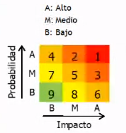 A: Alto
M: Medio
B: Bajo
Probabilidad
A 4 2 1
M 7 5 3
B 9 8 6
B M A
Impacto